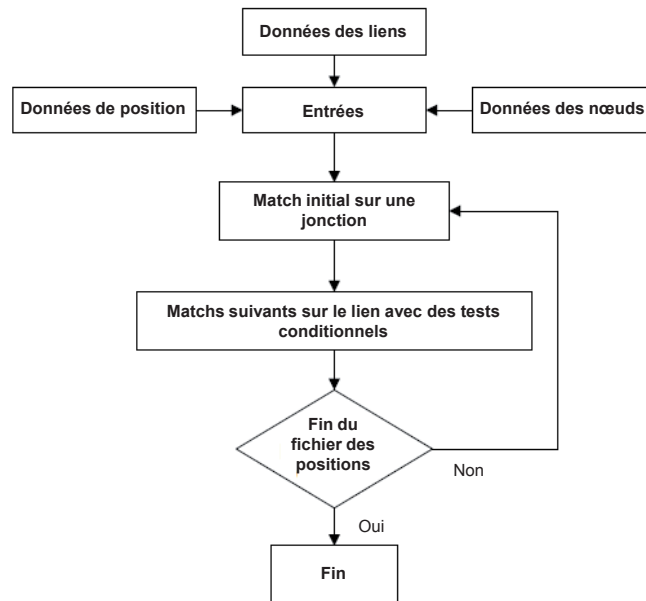 Données des liens
Données de position
Entrées
Données des nœuds
Match initial sur une
jonction
Matchs suivants sur le lien avec des tests
conditionnels
Fin du
fichier des
positions
Non
Oui
Fin